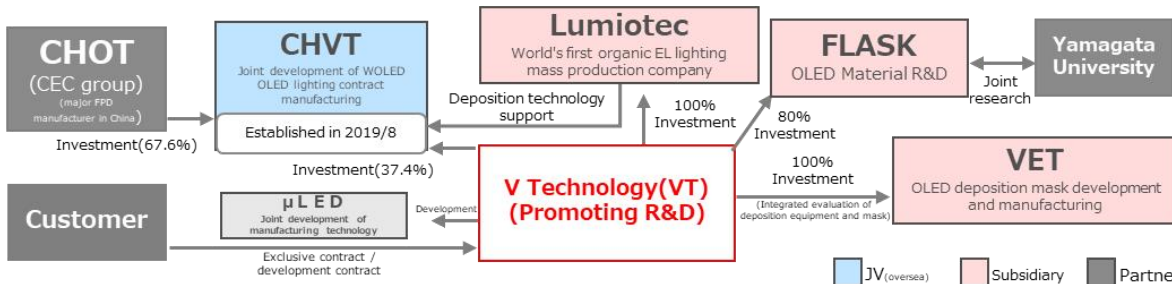 CHOT
(CEC group)
(major FPD
manufacturer in China)
Investment(67.6%)
CHVT
Joint development of WOLED
OLED lighting contract
manufacturing
Established in 2019/8
Investment(37.4%)
Lumiotec
World's first organic EL lighting
mass production company
Deposition technology
support
100%
Investment
FLASK
OLED Material R&D
80%
Investment
Joint
research
Yamagata
University
V Technology(VT)
(Promoting R&D)
100%
Investment
(Integrated evaluation of
deposition equipment and mask)
VET
OLED deposition mask development
and manufacturing
Customer
μLED
Joint development of
manufacturing technology
Development
Exclusive contract /
development contract
JV(oversea)
Subsidiary
Partne